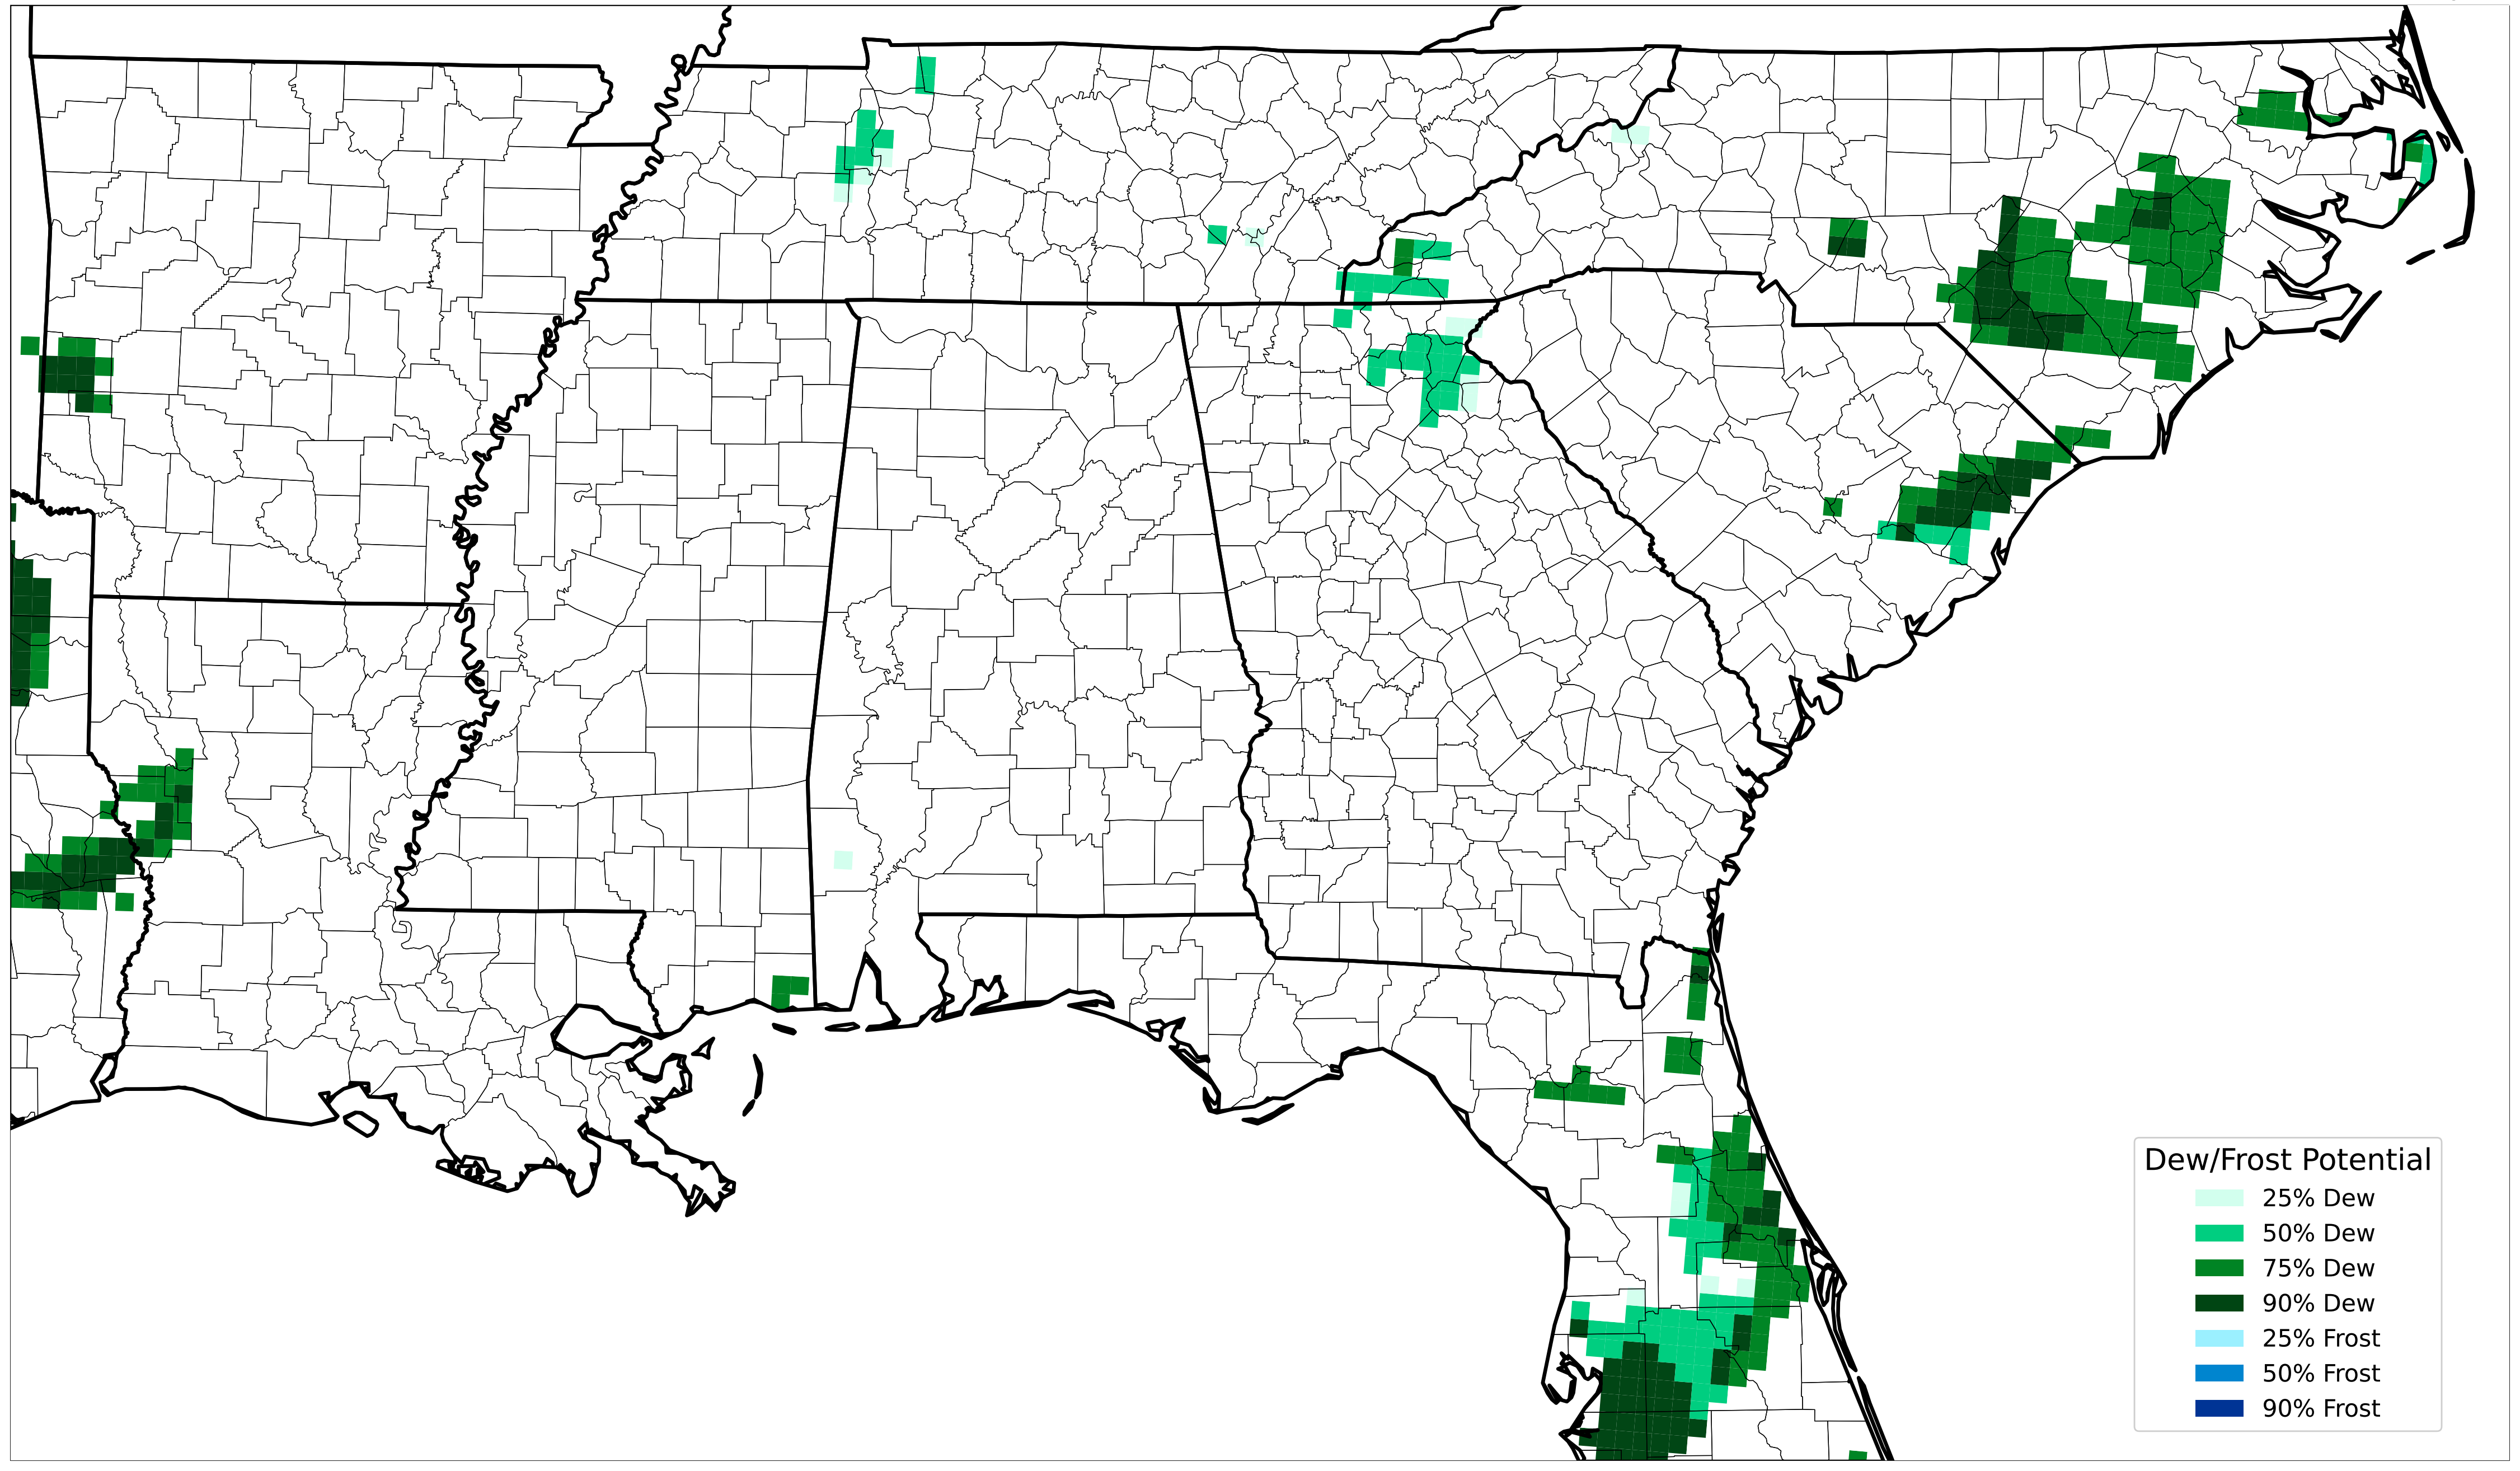 Dew/Frost Potential
25% Dew
50% Dew
75% Dew
90% Dew
25% Frost
50% Frost
90% Frost